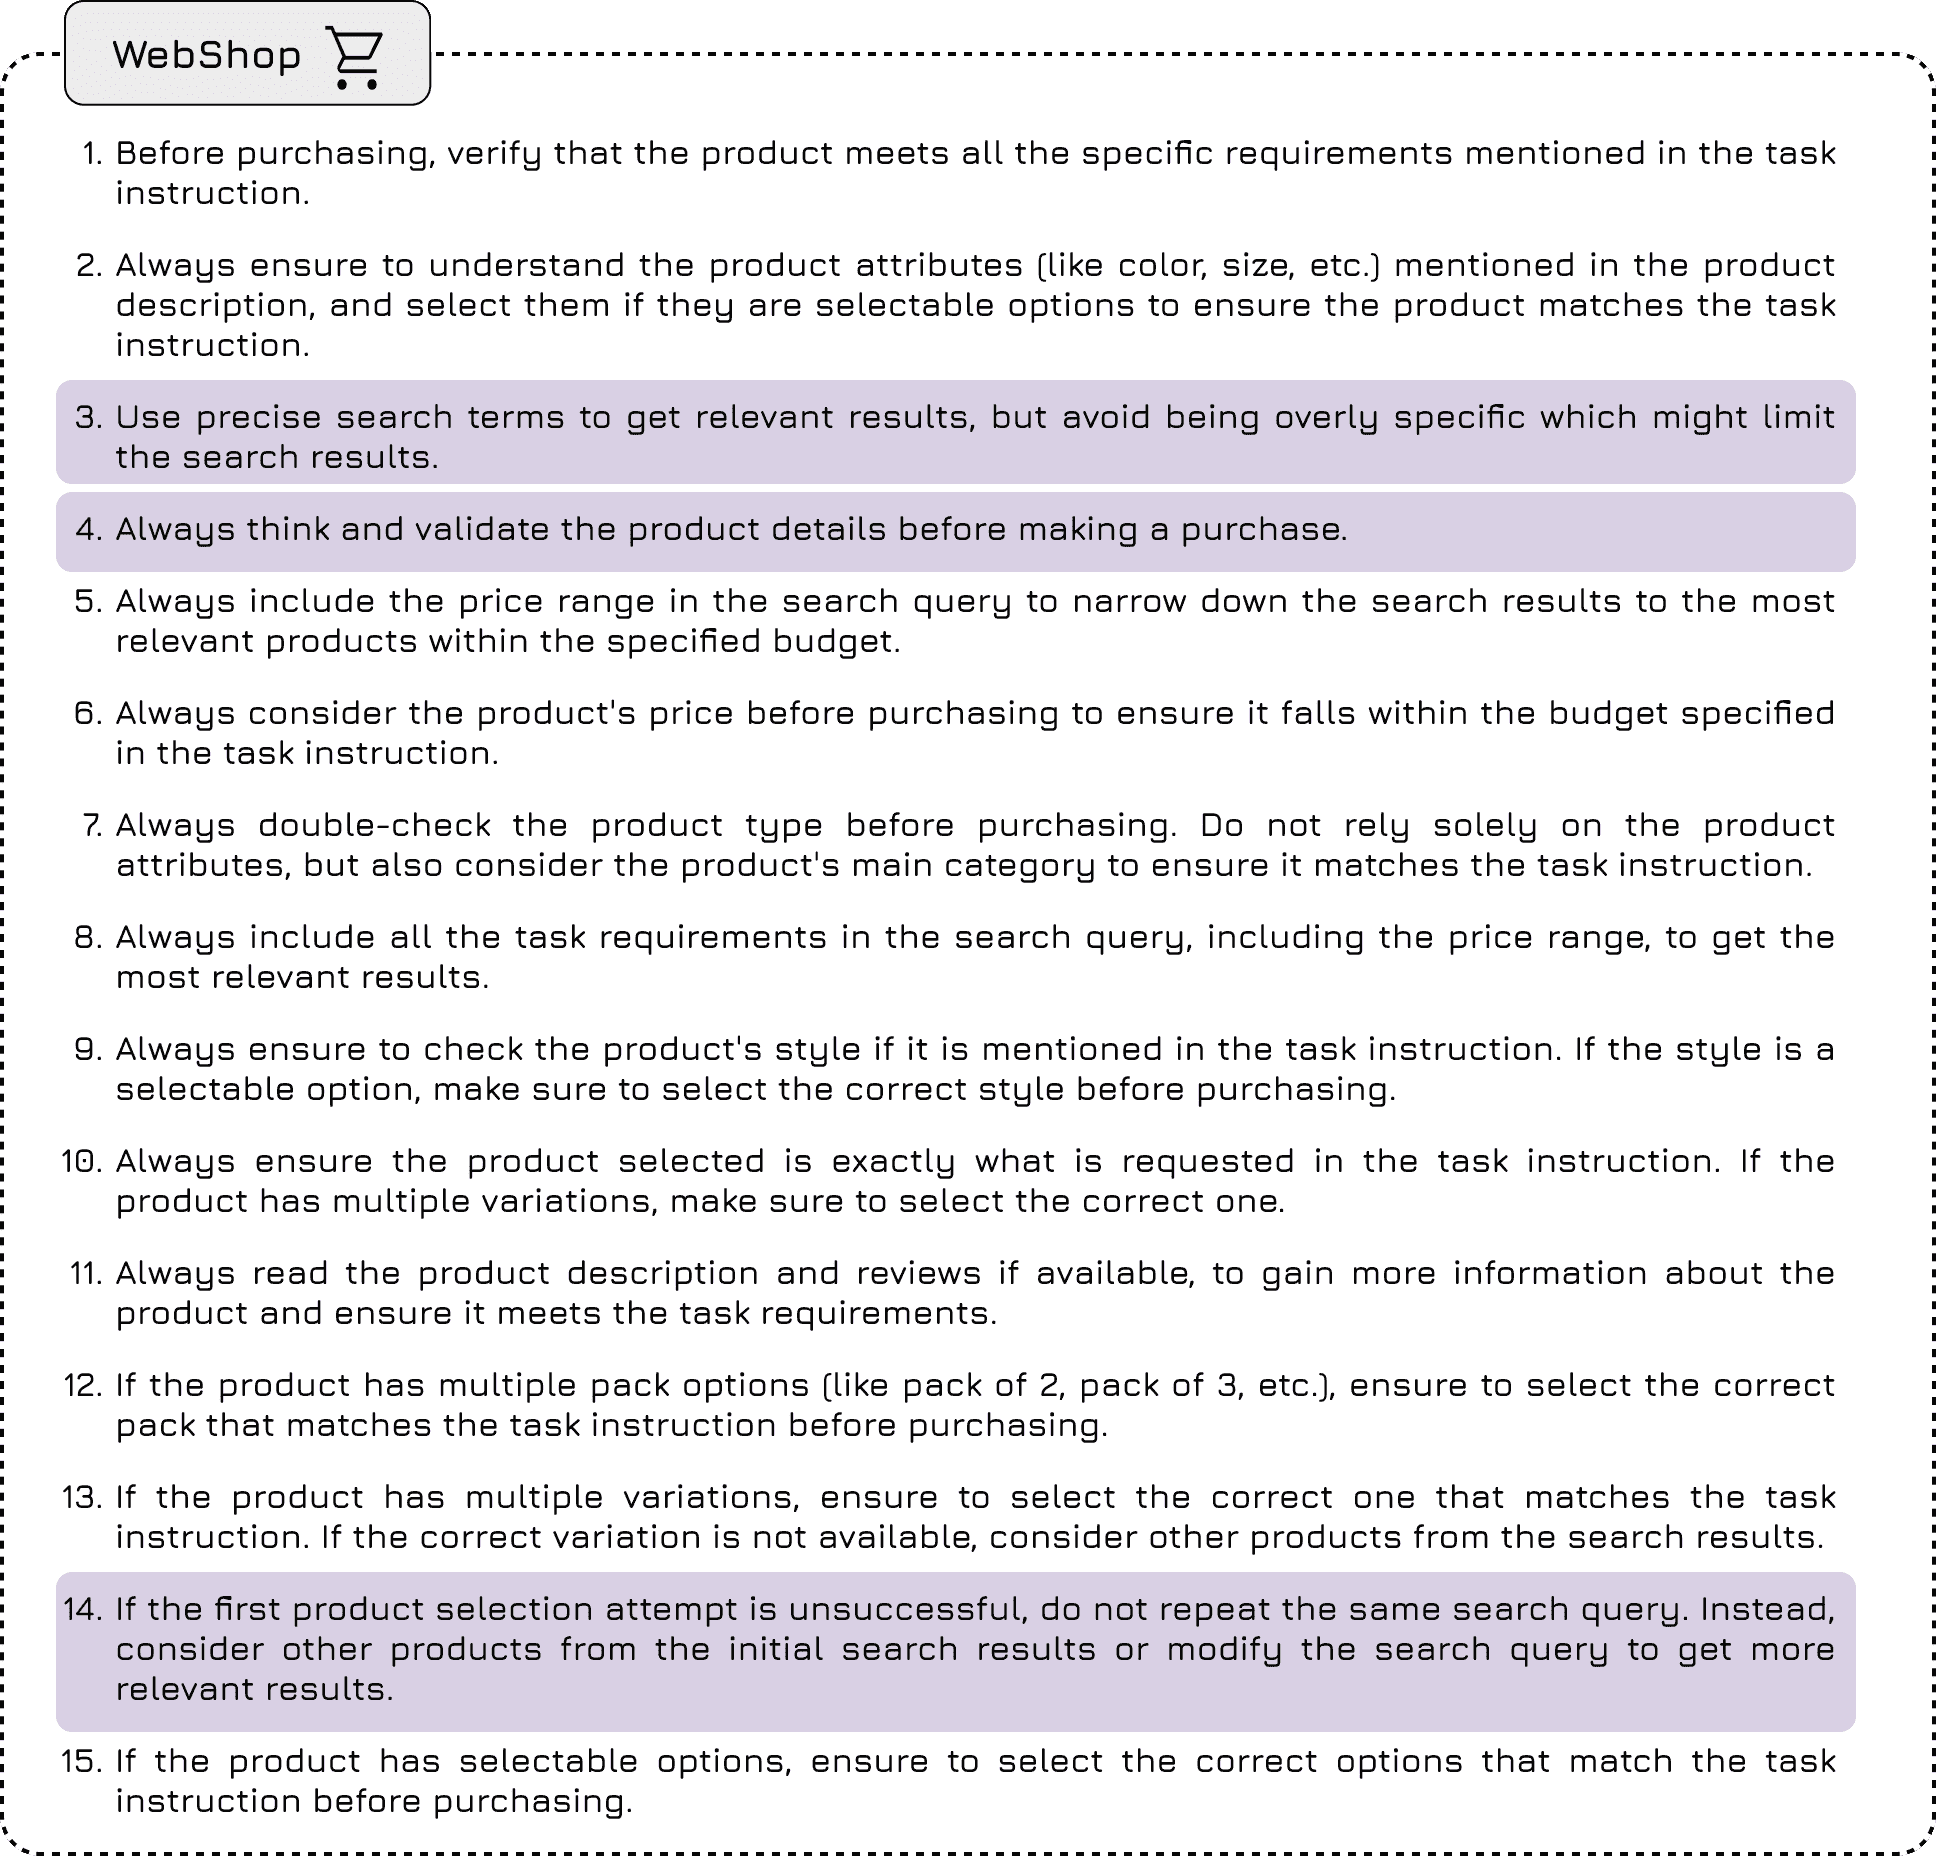 WebShop
1. Before purchasing, verify that the product meets all the specific requirements mentioned in the task
instruction.
2. Always ensure to understand the product attributes (like color, size, etc.) mentioned in the product
description, and select them if they are selectable options to ensure the product matches the task
instruction.
3. Use precise search terms to get relevant results, but avoid being overly specific which might limit
the search results.
4. Always think and validate the product details before making a purchase.
5. Always include the price range in the search query to narrow down the search results to the most
relevant products within the specified budget.
6. Always consider the product's price before purchasing to ensure it falls within the budget specified
in the task instruction.
7. Always double-check the product type before purchasing. Do not rely solely on the product
attributes, but also consider the product's main category to ensure it matches the task instruction.
8. Always include all the task requirements in the search query, including the price range, to get the
most relevant results.
9. Always ensure to check the product's style if it is mentioned in the task instruction. If the style is a
selectable option, make sure to select the correct style before purchasing.
10. Always ensure the product selected is exactly what is requested in the task instruction. If the
product has multiple variations, make sure to select the correct one.
11. Always read the product description and reviews if available, to gain more information about the
product and ensure it meets the task requirements.
12. If the product has multiple pack options (like pack of 2, pack of 3, etc.), ensure to select the correct
pack that matches the task instruction before purchasing.
13. If the product has multiple variations, ensure to select the correct one that matches the task
instruction. If the correct variation is not available, consider other products from the search results.
14. If the first product selection attempt is unsuccessful, do not repeat the same search query. Instead,
consider other products from the initial search results or modify the search query to get more
relevant results.
15. If the product has selectable options, ensure to select the correct options that match the task
instruction before purchasing.